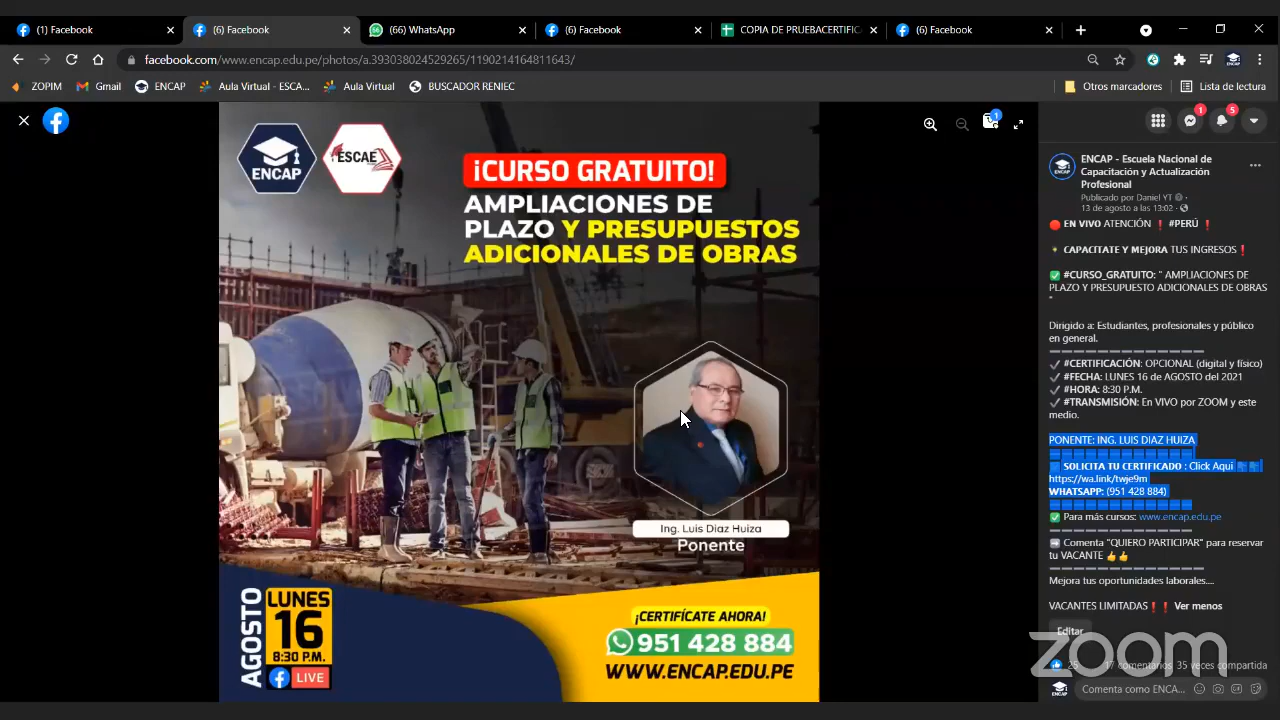 (1) Facebook
(6) Facebook
(66) WhatsApp
(6) Facebook
COPIA DE PRUEBACERTIFIC
(6) Facebook
facebook.com/www.encap.edu.pe/photos/a.393038024529265/1190214164811643/
ZOPIM
Gmail
ENCAP
Aula Virtual - ESCA...
Aula Virtual
BUSCADOR RENIEC
Otros marcadores
Lista de lectura
ENCAP
ESCAE
¡CURSO GRATUITO!
AMPLIACIONES DE
PLAZO Y PRESUPUESTOS
ADICIONALES DE OBRAS
Ing. Luis Diaz Huiza
Ponente
AGOSTO
LUNES
16
8:30 P.M.
LIVE
¡CERTIFÍCATE AHORA!
951 428 884
WWW.ENCAP.EDU.PE
1
1
5
ENCAP - Escuela Nacional de
Capacitación y Actualización
Profesional
Publicado por Daniel YT
13 de agosto a las 13:02
EN VIVO ATENCIÓN❗ #PERÚ❗
CAPACÍTATE Y MEJORA TUS INGRESOS❗
✅ #CURSO_GRATUITO: " AMPLIACIONES DE
PLAZO Y PRESUPUESTO ADICIONALES DE OBRAS
"
Dirigido a: Estudiantes, profesionales y público
en general.
✔ #CERTIFICACIÓN: OPCIONAL (digital y físico)
✔ #FECHA: LUNES 16 de AGOSTO del 2021
✔ #HORA: 8:30 P.M.
✔ #TRANSMISIÓN: En VIVO por ZOOM y este
medio.
PONENTE: ING. LUIS DIAZ HUIZA
SOLICITA TU CERTIFICADO : Click Aquí
https://wa.link/twje9m
WHATSAPP: (951 428 884)
✅ Para más cursos: www.encap.edu.pe
➡ Comenta "QUIERO PARTICIPAR" para reservar
tu VACANTE 👍👍
Mejora tus oportunidades laborales....
VACANTES LIMITADAS❗❗ Ver menos
Editar
25
17 comentarios 35 veces compartida
Comenta como ENCA...
zoom